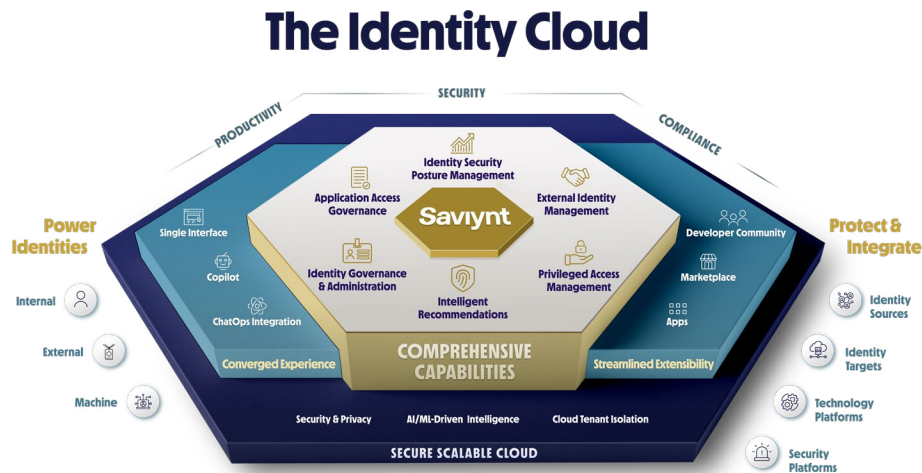 The Identity Cloud
SECURITY
PRODUCTIVITY
COMPLIANCE
Identity Security
Posture Management
Application Access
Governance
External Identity
Management
Saviynt
Identity Governance
& Administration
Intelligent
Recommendations
Privileged Access
Management
Single Interface
Copilot
ChatOps Integration
Developer Community
Marketplace
Apps
Power
Identities
Internal
External
Machine
Protect &
Integrate
Identity
Sources
Identity
Targets
Technology
Platforms
Security
Platforms
Converged Experience
COMPREHENSIVE
CAPABILITIES
Streamlined Extensibility
Security & Privacy
AI/ML-Driven Intelligence
Cloud Tenant Isolation
SECURE SCALABLE CLOUD